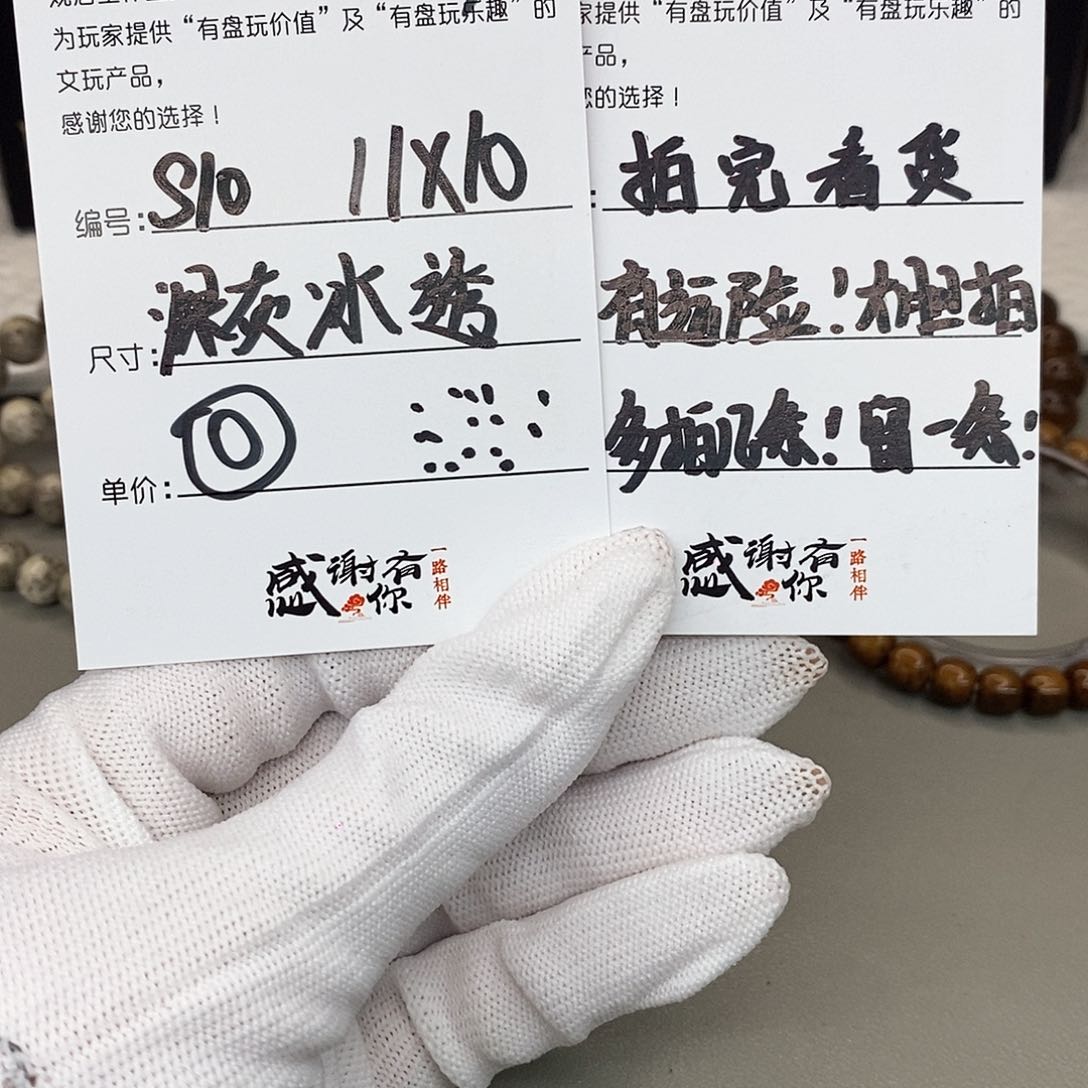 为玩家提供“有盘玩价值”及“有盘玩乐趣”的
文玩产品，
感谢您的选择！
编号：S10 11X10
尺寸：灰冰透
单价：0
感谢有你
一路相伴
家提供“有盘玩价值”及“有盘玩乐趣”的
产品，
您的选择！
：拍完看货
有风险！大胆拍
多拍几条！留一条！
感谢有你
一路相伴